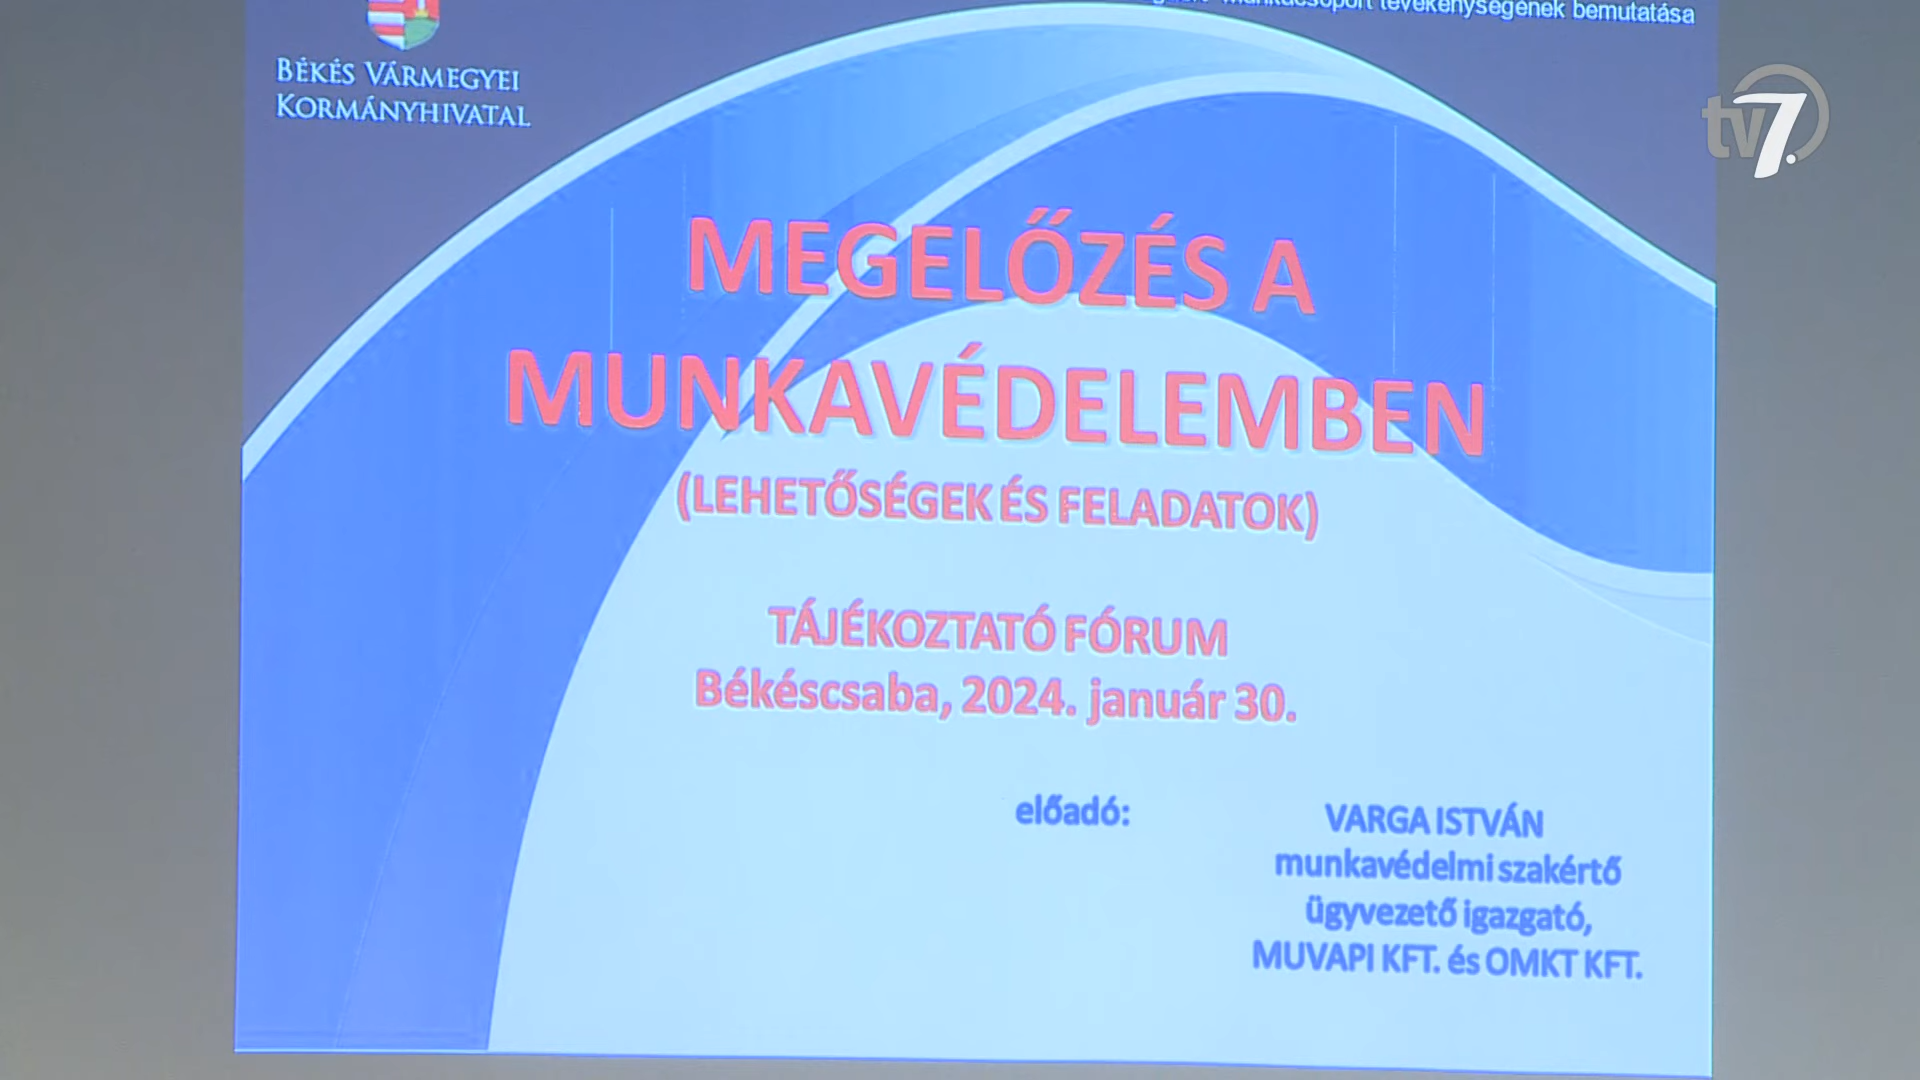 munkacsoport tevékenységének bemutatása
BÉKÉS VÁRMEGYEI
KORMÁNYHIVATAL
tv7.
MEGELŐZÉS A
MUNKAVÉDELEMBEN
(LEHETŐSÉGEK ÉS FELADATOK)
TÁJÉKOZTATÓ FÓRUM
Békéscsaba, 2024. január 30.
előadó: VARGA ISTVÁN
munkavédelmi szakértő
ügyvezető igazgató,
MUVAPI KFT. és OMKT KFT.